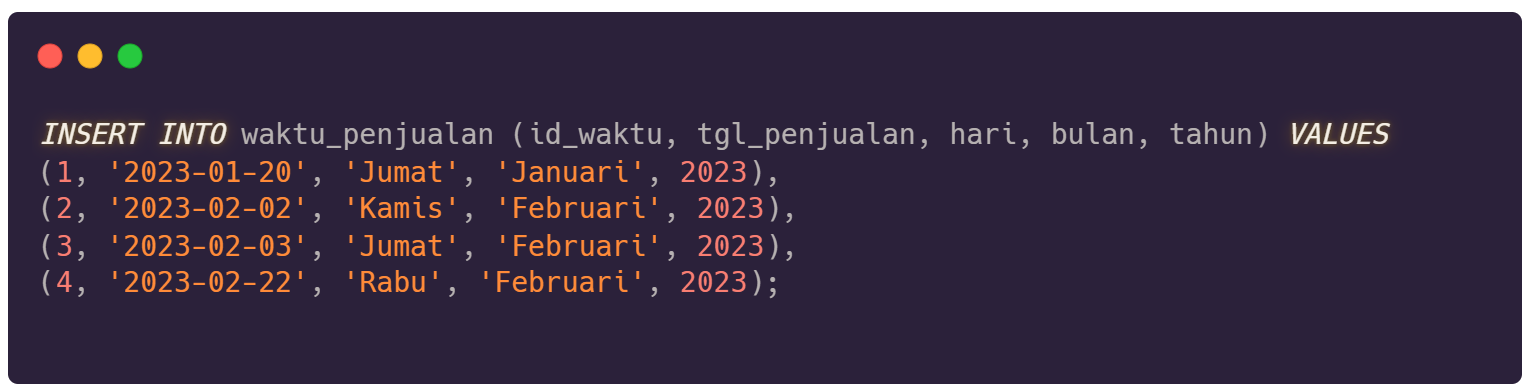 INSERT INTO waktu_penjualan (id_waktu, tgl_penjualan, hari, bulan, tahun) VALUES
(1, '2023-01-20', 'Jumat', 'Januari', 2023),
(2, '2023-02-02', 'Kamis', 'Februari', 2023),
(3, '2023-02-03', 'Jumat', 'Februari', 2023),
(4, '2023-02-22', 'Rabu', 'Februari', 2023);